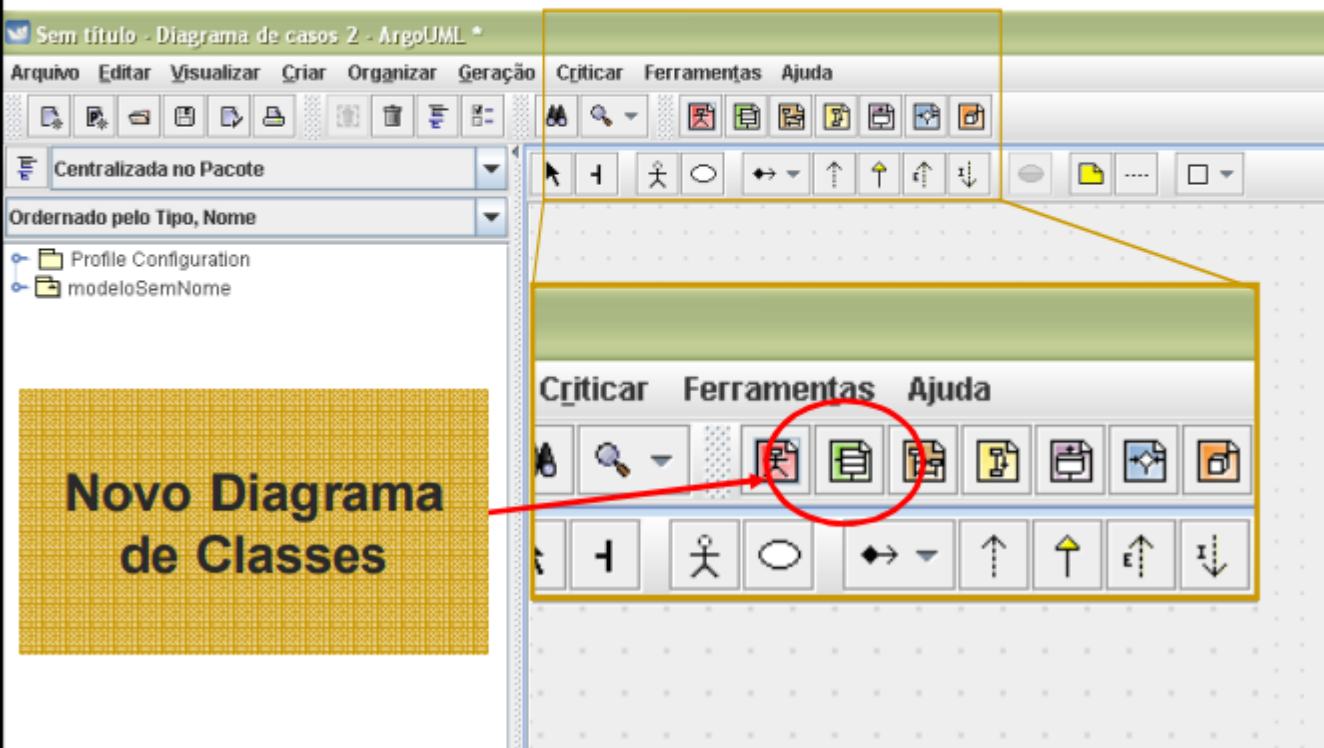 Sem título - Diagrama de casos 2 - ArgoUML *
Arquivo Editar Visualizar Criar Organizar Geração Criticar Ferramentas Ajuda
Centralizada no Pacote
Ordernado pelo Tipo, Nome
Profile Configuration
modeloSemNome
Criticar Ferramentas Ajuda
Novo Diagrama
de Classes
E
I